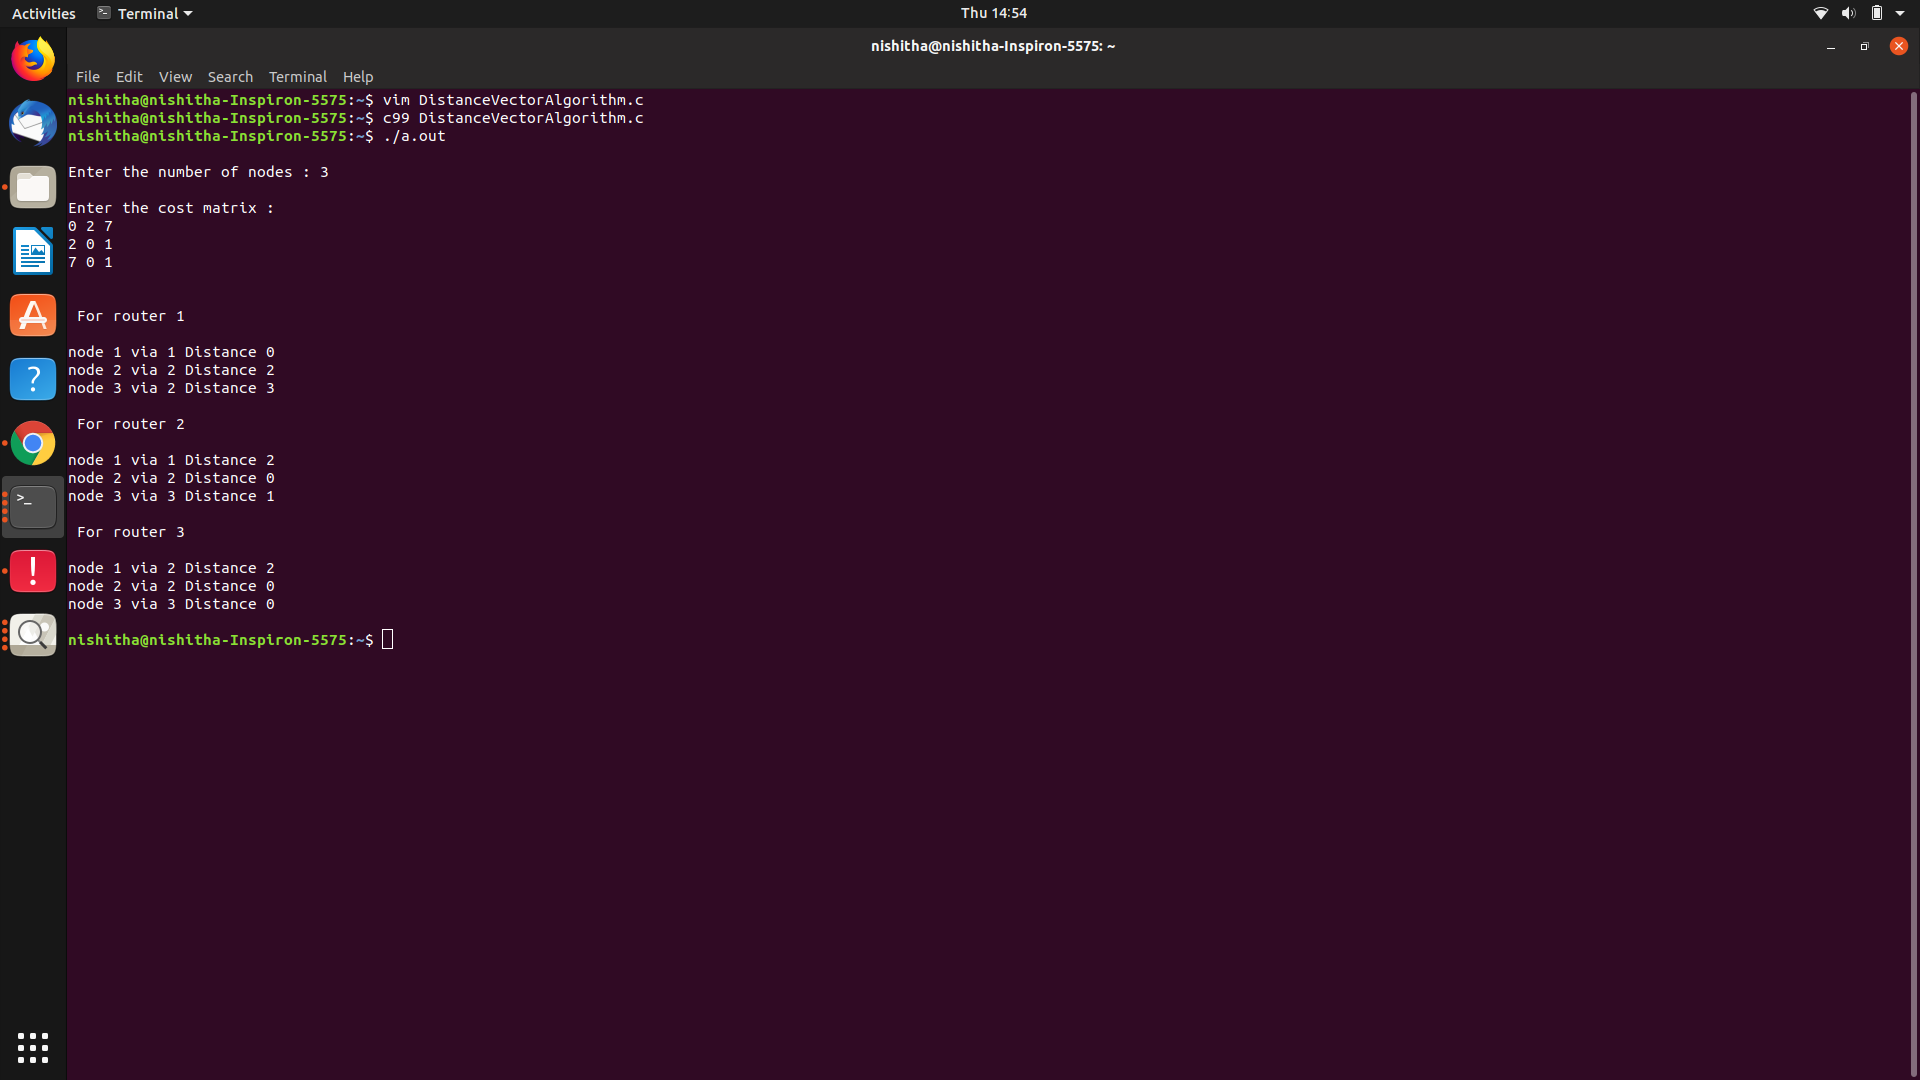 Activities Terminal Thu 14:54
nishitha@nishitha-Inspiron-5575: ~
File Edit View Search Terminal Help
nishitha@nishitha-Inspiron-5575:~$ vim DistanceVectorAlgorithm.c
nishitha@nishitha-Inspiron-5575:~$ c99 DistanceVectorAlgorithm.c
nishitha@nishitha-Inspiron-5575:~$ ./a.out
Enter the number of nodes : 3
Enter the cost matrix :
0 2 7
2 0 1
7 0 1
For router 1
node 1 via 1 Distance 0
node 2 via 2 Distance 2
node 3 via 2 Distance 3
For router 2
node 1 via 1 Distance 2
node 2 via 2 Distance 0
node 3 via 3 Distance 1
For router 3
node 1 via 2 Distance 2
node 2 via 2 Distance 0
node 3 via 3 Distance 0
nishitha@nishitha-Inspiron-5575:~$